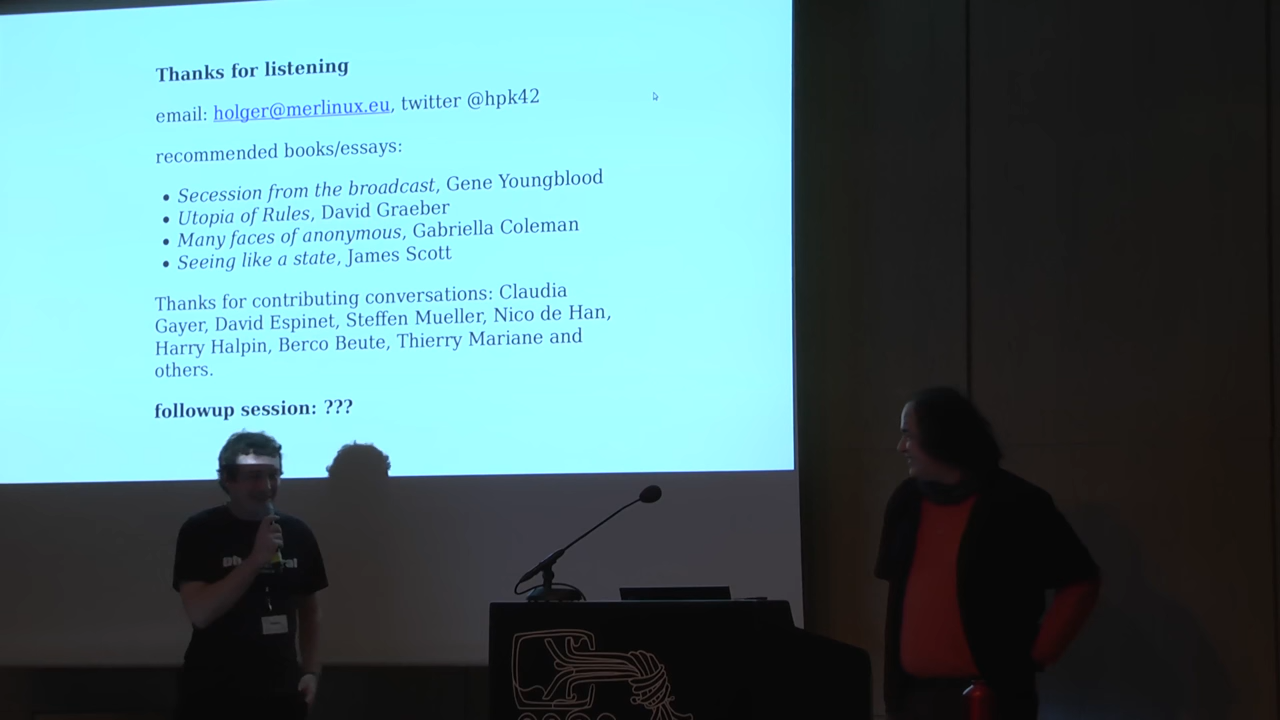 Thanks for listening
email: holger@merlinux.eu, twitter @hpk42
recommended books/essays:
• Secession from the broadcast, Gene Youngblood
• Utopia of Rules, David Graeber
• Many faces of anonymous, Gabriella Coleman
• Seeing like a state, James Scott
Thanks for contributing conversations: Claudia
Gayer, David Espinet, Steffen Mueller, Nico de Han,
Harry Halpin, Berco Beute, Thierry Mariane and
others.
followup session: ???